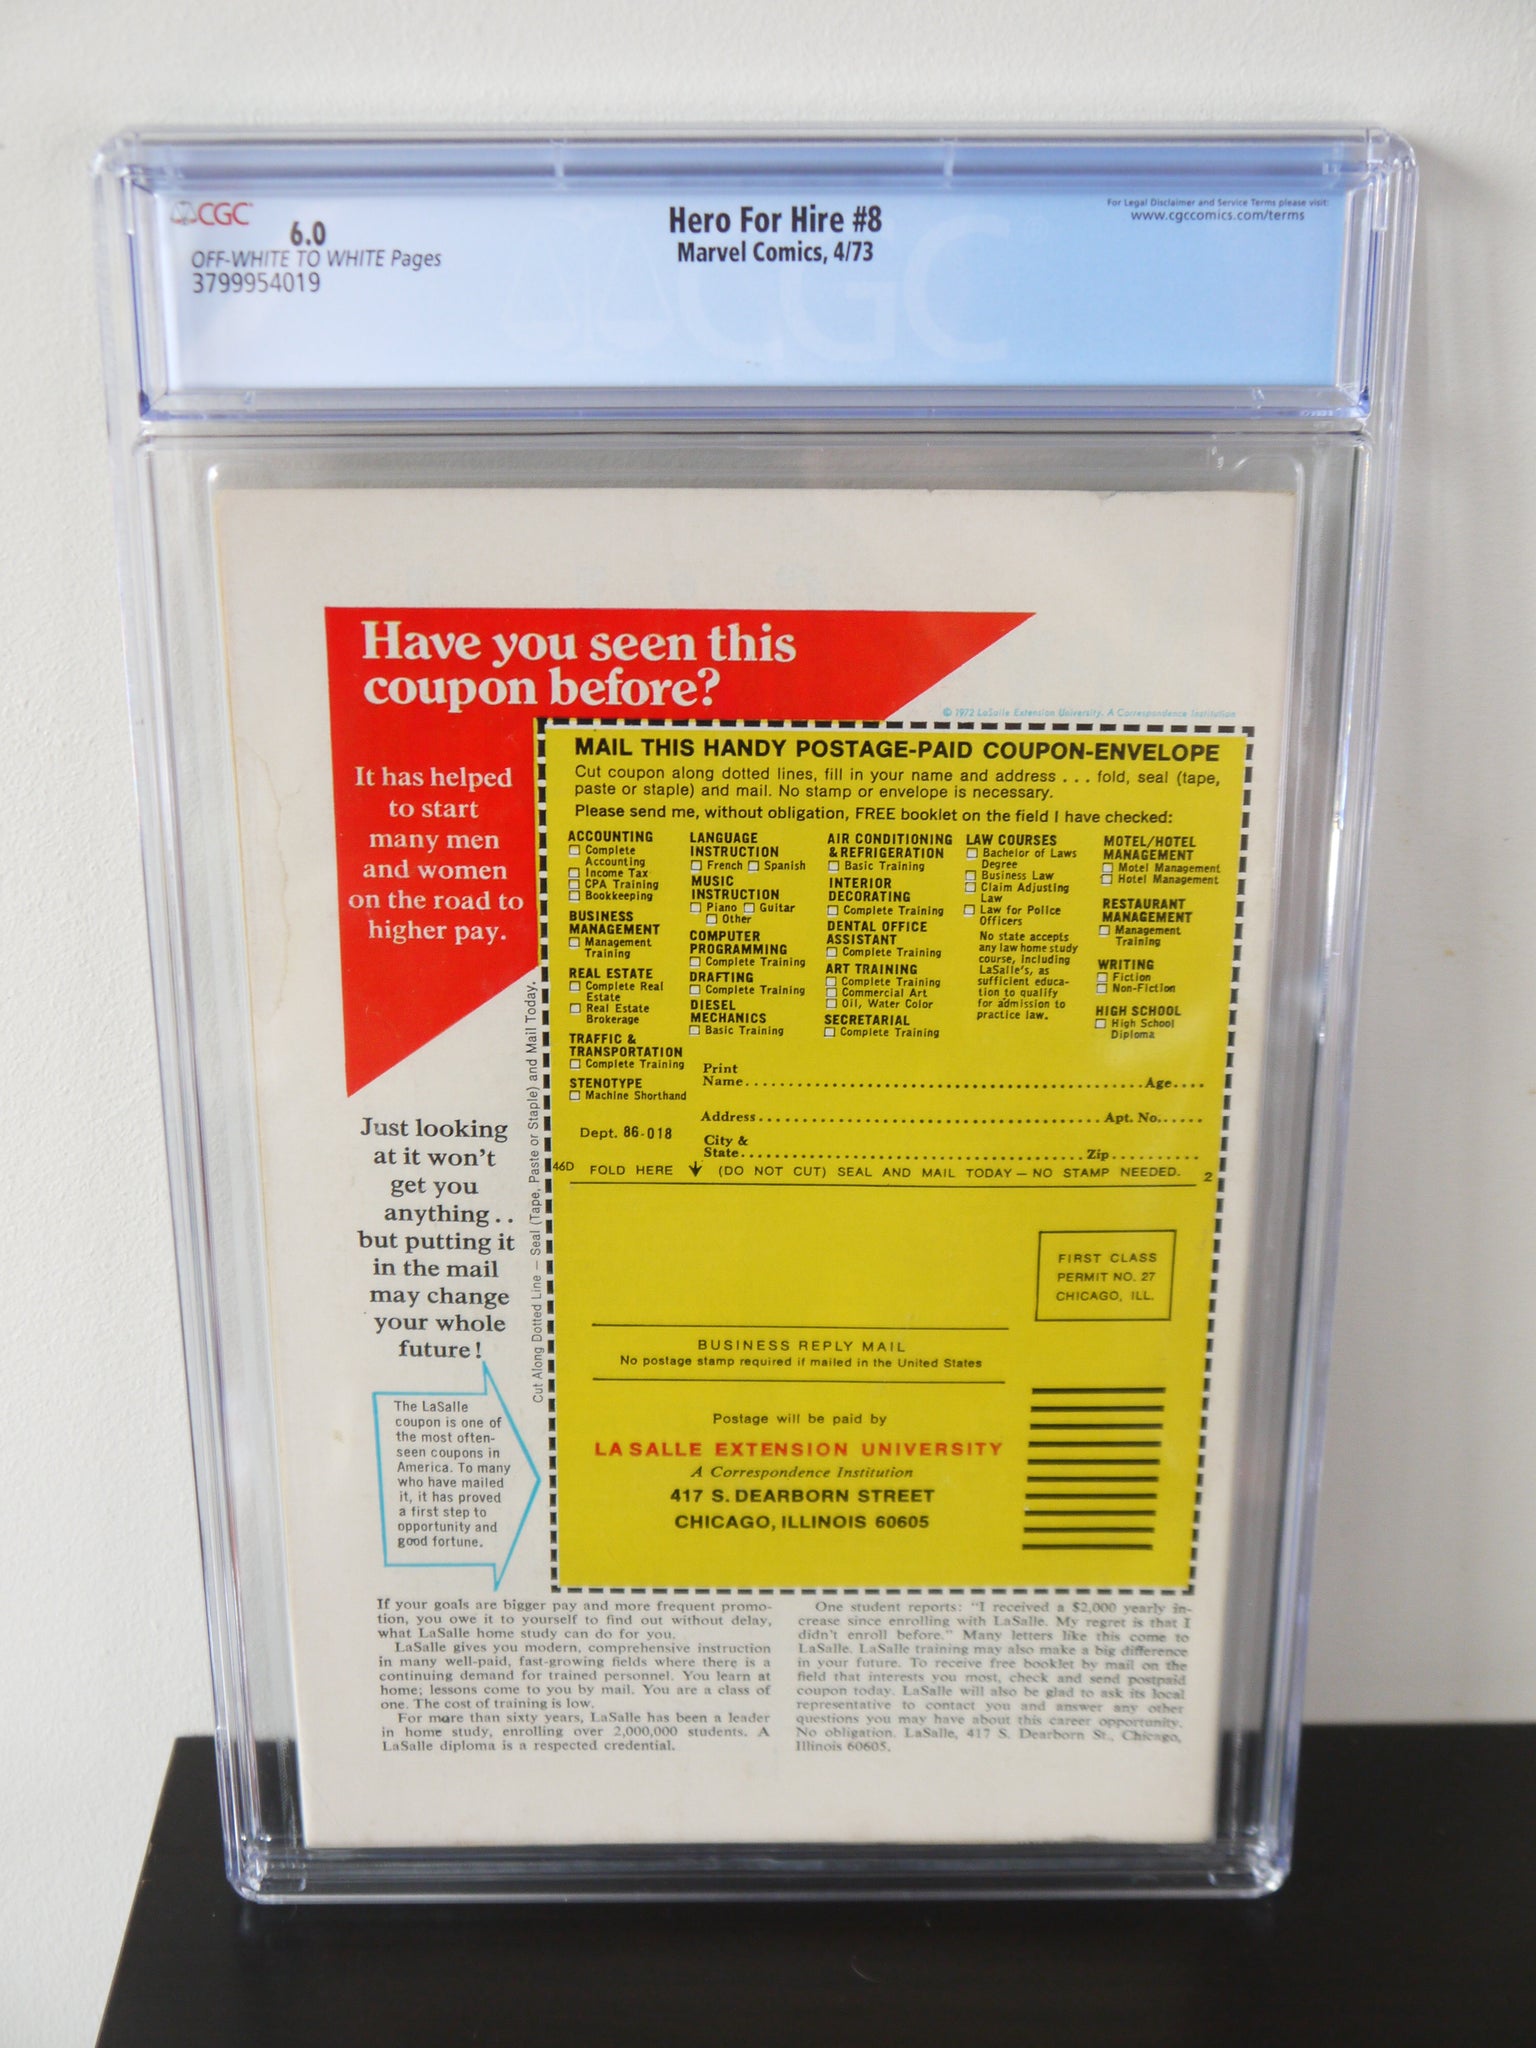 CGC
6.0
OFF-WHITE TO WHITE Pages
3799954019
Hero For Hire #8
Marvel Comics, 4/73
For Legal Disclaimer and Service Terms please visit:
www.cgccomics.com/terms
CGC
Have you seen this
coupon before?
It has helped
to start
many men
and women
on the road to
higher pay.
© 1972 LaSalle Extension University. A Correspondence Institution
MAIL THIS HANDY POSTAGE-PAID COUPON-ENVELOPE
Cut coupon along dotted lines, fill in your name and address . . . fold, seal (tape,
paste or staple) and mail. No stamp or envelope is necessary.
Please send me, without obligation, FREE booklet on the field I have checked:
ACCOUNTING
Complete
Accounting
Income Tax
CPA Training
Bookkeeping
BUSINESS
MANAGEMENT
Management
Training
REAL ESTATE
Complete Real
Estate
Real Estate
Brokerage
TRAFFIC &
TRANSPORTATION
Complete Training
STENOTYPE
Machine Shorthand
LANGUAGE
INSTRUCTION
French Spanish
MUSIC
INSTRUCTION
Piano Guitar
Other
COMPUTER
PROGRAMMING
Complete Training
DRAFTING
Complete Training
DIESEL
MECHANICS
Basic Training
AIR CONDITIONING
& REFRIGERATION
Basic Training
INTERIOR
DECORATING
Complete Training
DENTAL OFFICE
ASSISTANT
Complete Training
ART TRAINING
Complete Training
Commercial Art
Oil, Water Color
SECRETARIAL
Complete Training
LAW COURSES
Bachelor of Laws
Degree
Business Law
Claim Adjusting
Law
Law for Police
Officers
No state accepts
any law home study
course, including
LaSalle's, as
sufficient educa-
tion to qualify
for admission to
practice law.
MOTEL/HOTEL
MANAGEMENT
Motel Management
Hotel Management
RESTAURANT
MANAGEMENT
Management
Training
WRITING
Fiction
Non-Fiction
HIGH SCHOOL
High School
Diploma
Print
Name Age
Address Apt. No.
City &
State Zip
Dept. 86-018
46D FOLD HERE (DO NOT CUT) SEAL AND MAIL TODAY — NO STAMP NEEDED. 2
Cut Along Dotted Line — Seal (Tape, Paste or Staple) and Mail Today.
Just looking
at it won't
get you
anything . .
but putting it
in the mail
may change
your whole
future!
FIRST CLASS
PERMIT NO. 27
CHICAGO, ILL.
BUSINESS REPLY MAIL
No postage stamp required if mailed in the United States
Postage will be paid by
LA SALLE EXTENSION UNIVERSITY
A Correspondence Institution
417 S. DEARBORN STREET
CHICAGO, ILLINOIS 60605
The LaSalle
coupon is one of
the most often-
seen coupons in
America. To many
who have mailed
it, it has proved
a first step to
opportunity and
good fortune.
If your goals are bigger pay and more frequent promo-
tion, you owe it to yourself to find out without delay,
what LaSalle home study can do for you.
LaSalle gives you modern, comprehensive instruction
in many well-paid, fast-growing fields where there is a
continuing demand for trained personnel. You learn at
home; lessons come to you by mail. You are a class of
one. The cost of training is low.
For more than sixty years, LaSalle has been a leader
in home study, enrolling over 2,000,000 students. A
LaSalle diploma is a respected credential.
One student reports: "I received a $2,000 yearly in-
crease since enrolling with LaSalle. My regret is that I
didn't enroll before." Many letters like this come to
LaSalle. LaSalle training may also make a big difference
in your future. To receive free booklet by mail on the
field that interests you most, check and send postpaid
coupon today. LaSalle will also be glad to ask its local
representative to contact you and answer any other
questions you may have about this career opportunity.
No obligation. LaSalle, 417 S. Dearborn St., Chicago,
Illinois 60605.